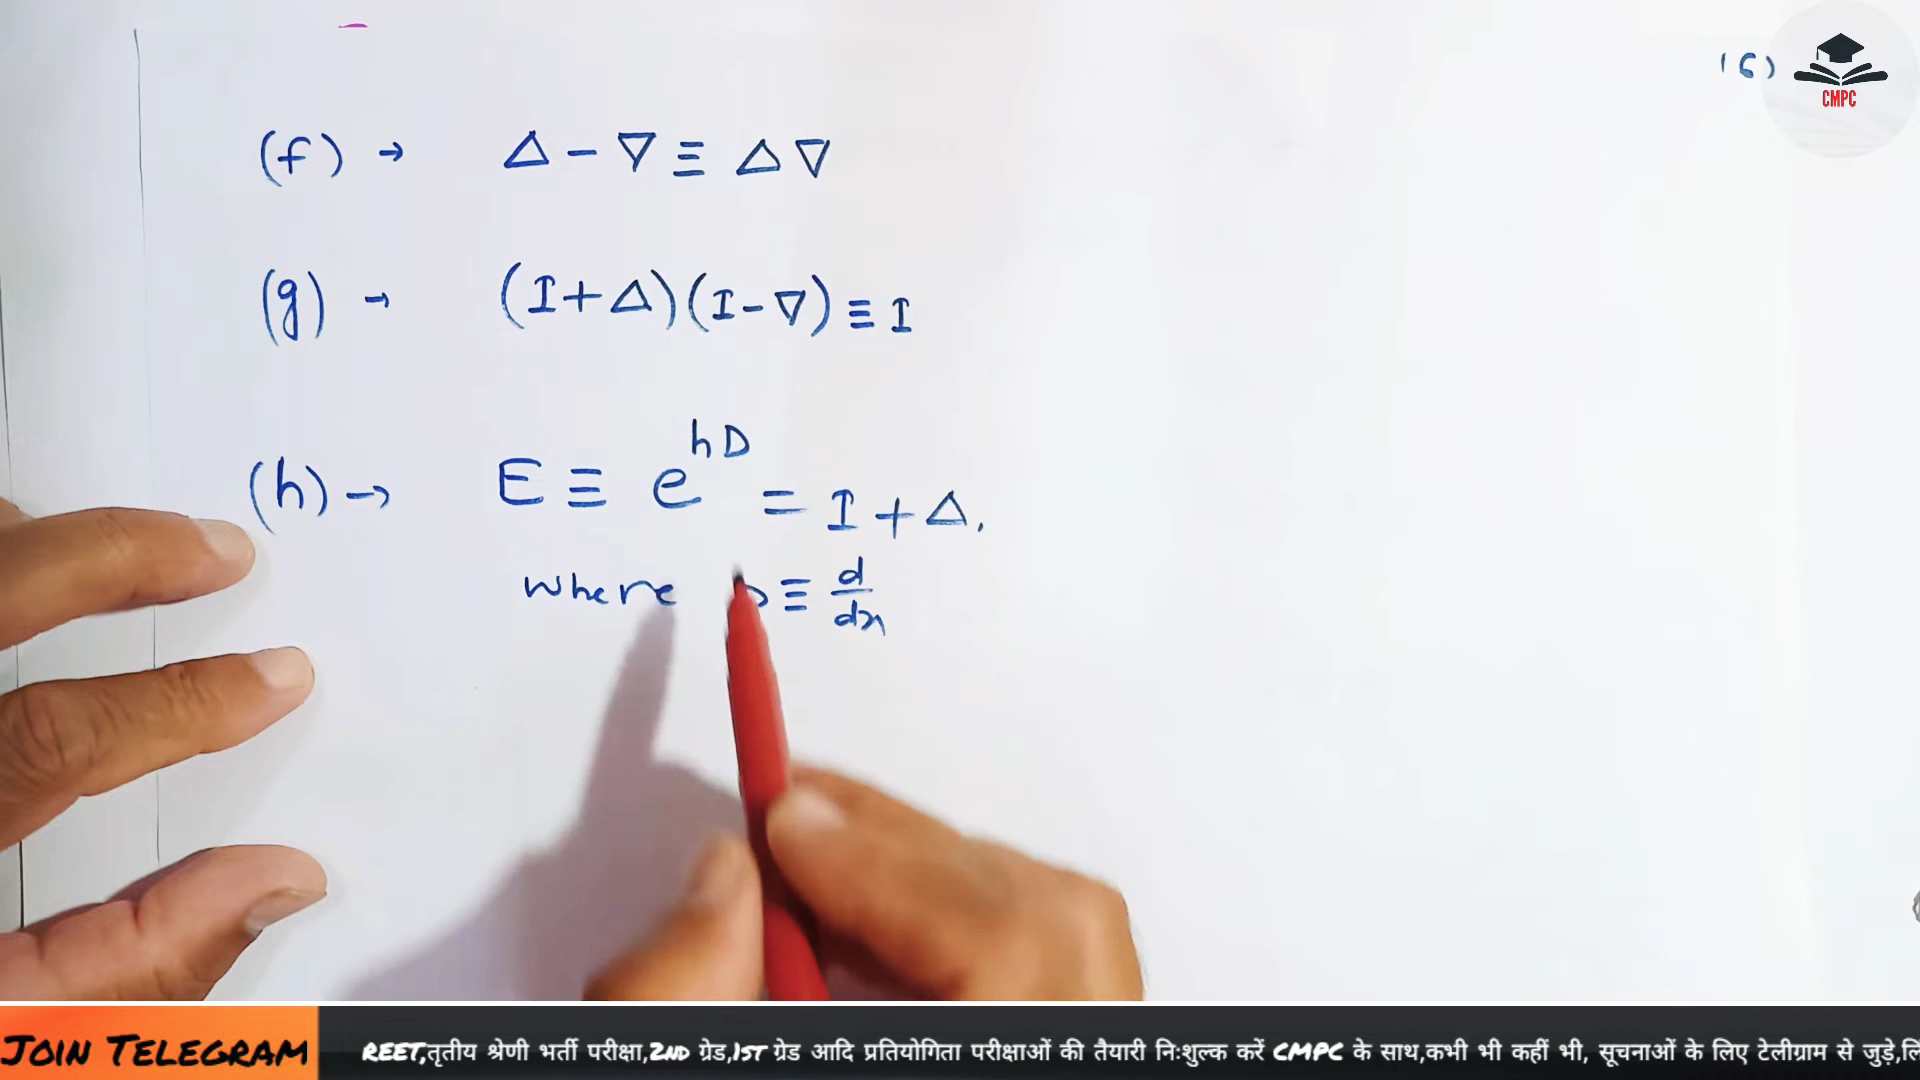 16)
CMPC
(f) → Δ - ∇ ≡ Δ∇
(g) → (I + Δ)(I - ∇) ≡ I
(h) → E ≡ e^{hD} = I + Δ.
where D ≡ d/dx
JOIN TELEGRAM
REET,तृतीय श्रेणी भर्ती परीक्षा,2ND ग्रेड,1ST ग्रेड आदि प्रतियोगिता परीक्षाओं की तैयारी निःशुल्क करें CMPC के साथ,कभी भी कहीं भी, सूचनाओं के लिए टेलीग्राम से जुड़े,लि